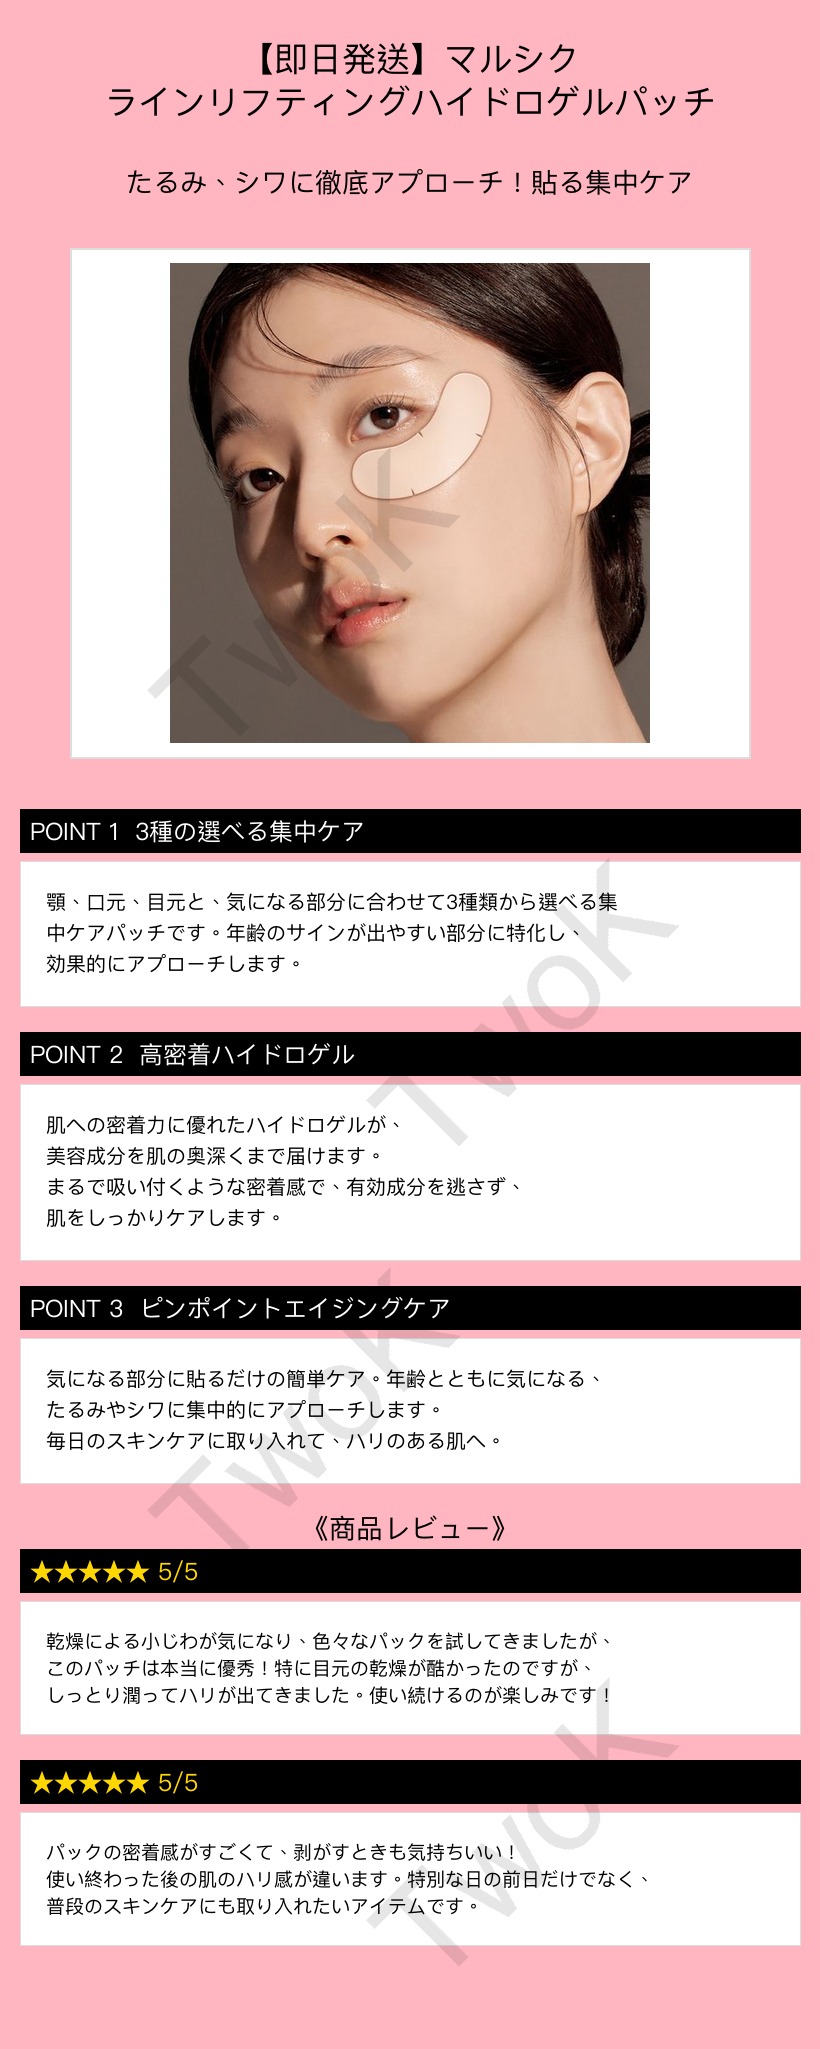 【即日発送】マルシク
ラインリフティングハイドロゲルパッチ
たるみ、シワに徹底アプローチ！貼る集中ケア
TwoK
POINT 1 3種の選べる集中ケア
顎、口元、目元と、気になる部分に合わせて3種類から選べる集
中ケアパッチです。年齢のサインが出やすい部分に特化し、
効果的にアプローチします。
TwoK
POINT 2 高密着ハイドロゲル
肌への密着力に優れたハイドロゲルが、
美容成分を肌の奥深くまで届けます。
まるで吸い付くような密着感で、有効成分を逃さず、
肌をしっかりケアします。
POINT 3 ピンポイントエイジングケア
気になる部分に貼るだけの簡単ケア。年齢とともに気になる、
たるみやシワに集中的にアプローチします。
毎日のスキンケアに取り入れて、ハリのある肌へ。
TwoK
《商品レビュー》
★★★★★ 5/5
乾燥による小じわが気になり、色々なパックを試してきましたが、
このパッチは本当に優秀！特に目元の乾燥が酷かったのですが、
しっとり潤ってハリが出てきました。使い続けるのが楽しみです！
★★★★★ 5/5
パックの密着感がすごくて、剥がすときも気持ちいい！
使い終わった後の肌のハリ感が違います。特別な日の前日だけでなく、
普段のスキンケアにも取り入れたいアイテムです。
TwoK